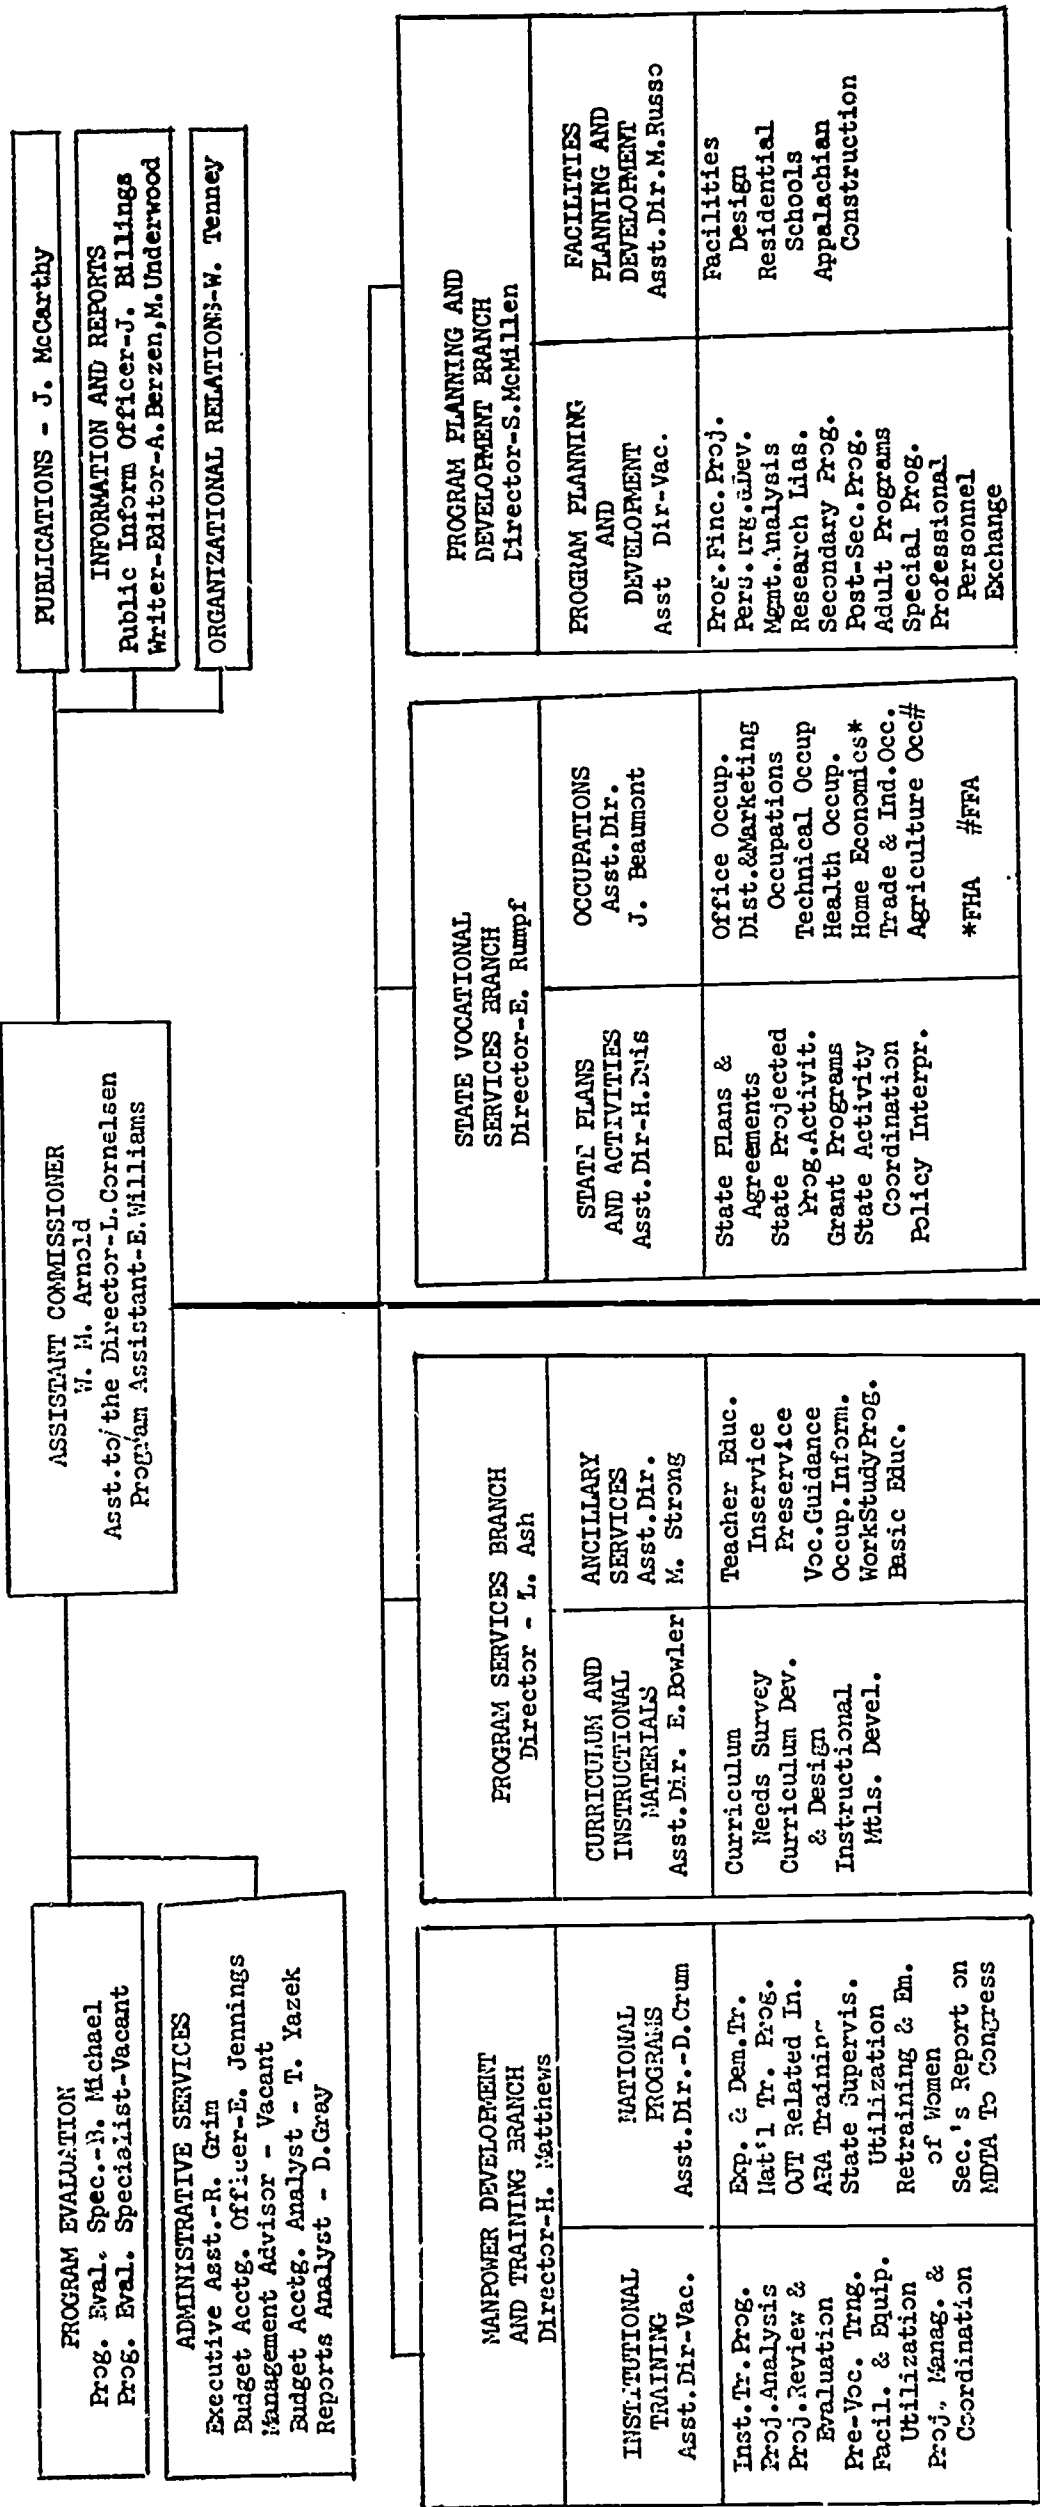 PROGRAM EVALUATION
Prog. Eval. Spec.-B. Michael
Prog. Eval. Specialist-Vacant
ADMINISTRATIVE SERVICES
Executive Asst.-R. Grim
Budget Acctg. Officer-E. Jennings
Management Advisor - Vacant
Budget Acctg. Analyst - T. Yazek
Reports Analyst - D.Gray
ASSISTANT COMMISSIONER
W. M. Arnold
Asst.to/the Director-L.Cornelsen
Program Assistant-E.Williams
PUBLICATIONS - J. McCarthy
INFORMATION AND REPORTS
Public Inform Officer-J. Billings
Writer-Editor-A.Berzen,M.Underwood
ORGANIZATIONAL RELATIONS-W. Tenney
MANPOWER DEVELOPMENT
AND TRAINING BRANCH
Director-H. Matthews
INSTITUTIONAL
TRAINING
Asst.Dir-Vac.
Inst.Tr.Prog.
Proj.Analysis
Proj.Review &
Evaluation
Pre-Voc. Trng.
Facil. & Equip.
Utilization
Proj. Manag. &
Coordination
NATIONAL
PROGRAMS
Asst.Dir.-D.Crum
Exp. & Dem.Tr.
Nat'l Tr. Prog.
OJT Related In.
ARA Training
State Supervis.
Utilization
Retraining & Em.
of Women
Sec.'s Report on
MDTA To Congress
PROGRAM SERVICES BRANCH
Director - L. Ash
CURRICULUM AND
INSTRUCTIONAL
MATERIALS
Asst.Dir. E.Bowler
Curriculum
Needs Survey
Curriculum Dev.
& Design
Instructional
Mtls. Devel.
ANCILLARY
SERVICES
Asst.Dir.
M. Strong
Teacher Educ.
Inservice
Preservice
Voc.Guidance
Occup.Inform.
WorkStudyProg.
Basic Educ.
STATE VOCATIONAL
SERVICES BRANCH
Director-E. Rumpf
STATE PLANS
AND ACTIVITIES
Asst.Dir-H.Duis
State Plans &
Agreements
State Projected
Prog.Activit.
Grant Programs
State Activity
Coordination
Policy Interpr.
OCCUPATIONS
Asst.Dir.
J. Beaumont
Office Occup.
Dist.&Marketing
Occupations
Technical Occup
Health Occup.
Home Economics*
Trade & Ind.Occ.
Agriculture Occ#
*FHA #FFA
PROGRAM PLANNING AND
DEVELOPMENT BRANCH
Director-S.McMillen
PROGRAM PLANNING
AND
DEVELOPMENT
Asst Dir-Vac.
Prog.Finc.Proj.
Pers.Trg.&Dev.
Mgmt.Analysis
Research Lias.
Secondary Prog.
Post-Sec.Prog.
Adult Programs
Special Prog.
Professional
Personnel
Exchange
FACILITIES
PLANNING AND
DEVELOPMENT
Asst.Dir.M.Russo
Facilities
Design
Residential
Schools
Appalachian
Construction